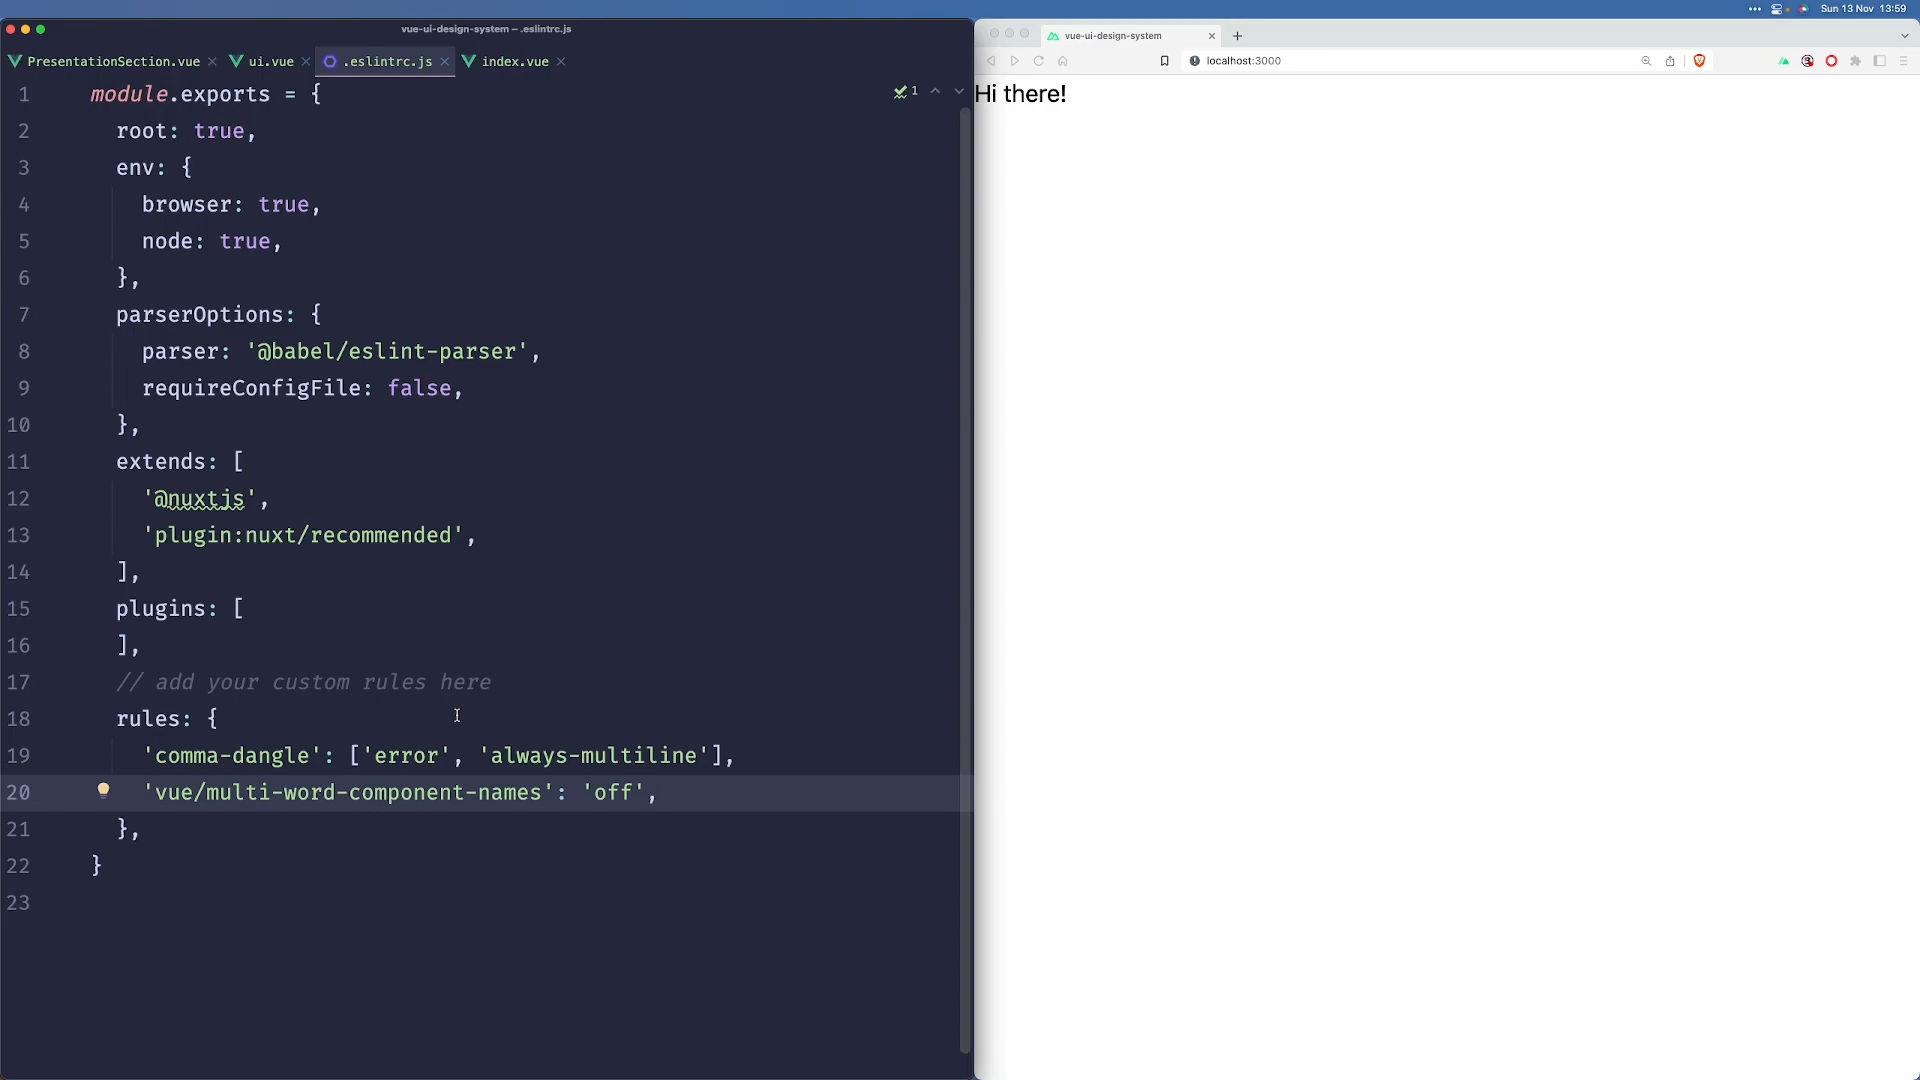 Sun 13 Nov 13:59
vue-ui-design-system – .eslintrc.js
PresentationSection.vue
ui.vue
.eslintrc.js
index.vue
1 module.exports = {
2 root: true,
3 env: {
4 browser: true,
5 node: true,
6 },
7 parserOptions: {
8 parser: '@babel/eslint-parser',
9 requireConfigFile: false,
10 },
11 extends: [
12 '@nuxtjs',
13 'plugin:nuxt/recommended',
14 ],
15 plugins: [
16 ],
17 // add your custom rules here
18 rules: {
19 'comma-dangle': ['error', 'always-multiline'],
20 'vue/multi-word-component-names': 'off',
21 },
22 }
23
1
vue-ui-design-system
localhost:3000
Hi there!